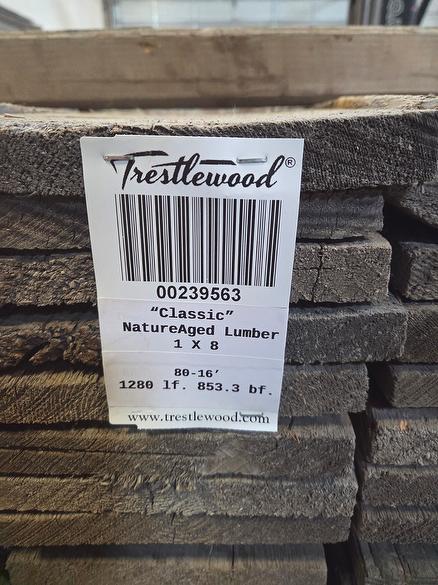 Trestlewood®
00239563
"Classic"
NatureAged Lumber
1 X 8
80-16'
1280 lf. 853.3 bf.
www.trestlewood.com